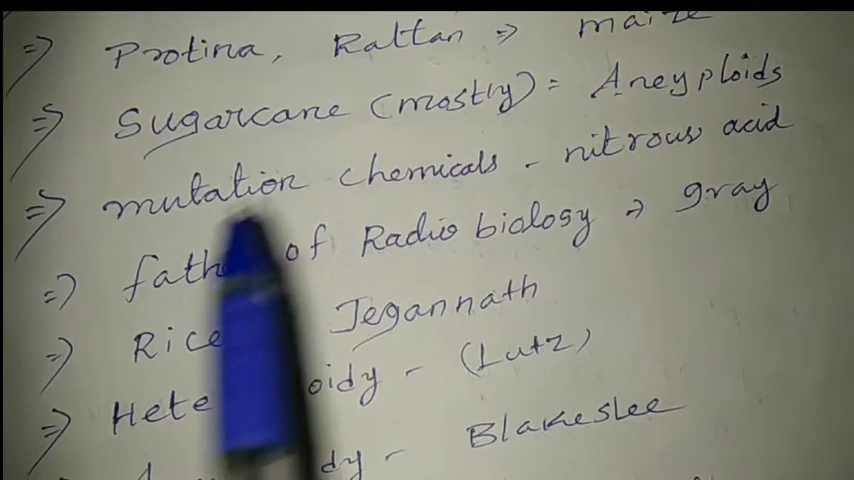 ⇒ Protina, Rattan ⇒ maize
⇒ Sugarcane (mostly) = Aneyploids
⇒ mutation chemicals - nitrous acid
⇒ fath of Radio biology → gray
⇒ Rice Jegannath
⇒ Hete oidy - (Lutz)
dy - Blakeslee